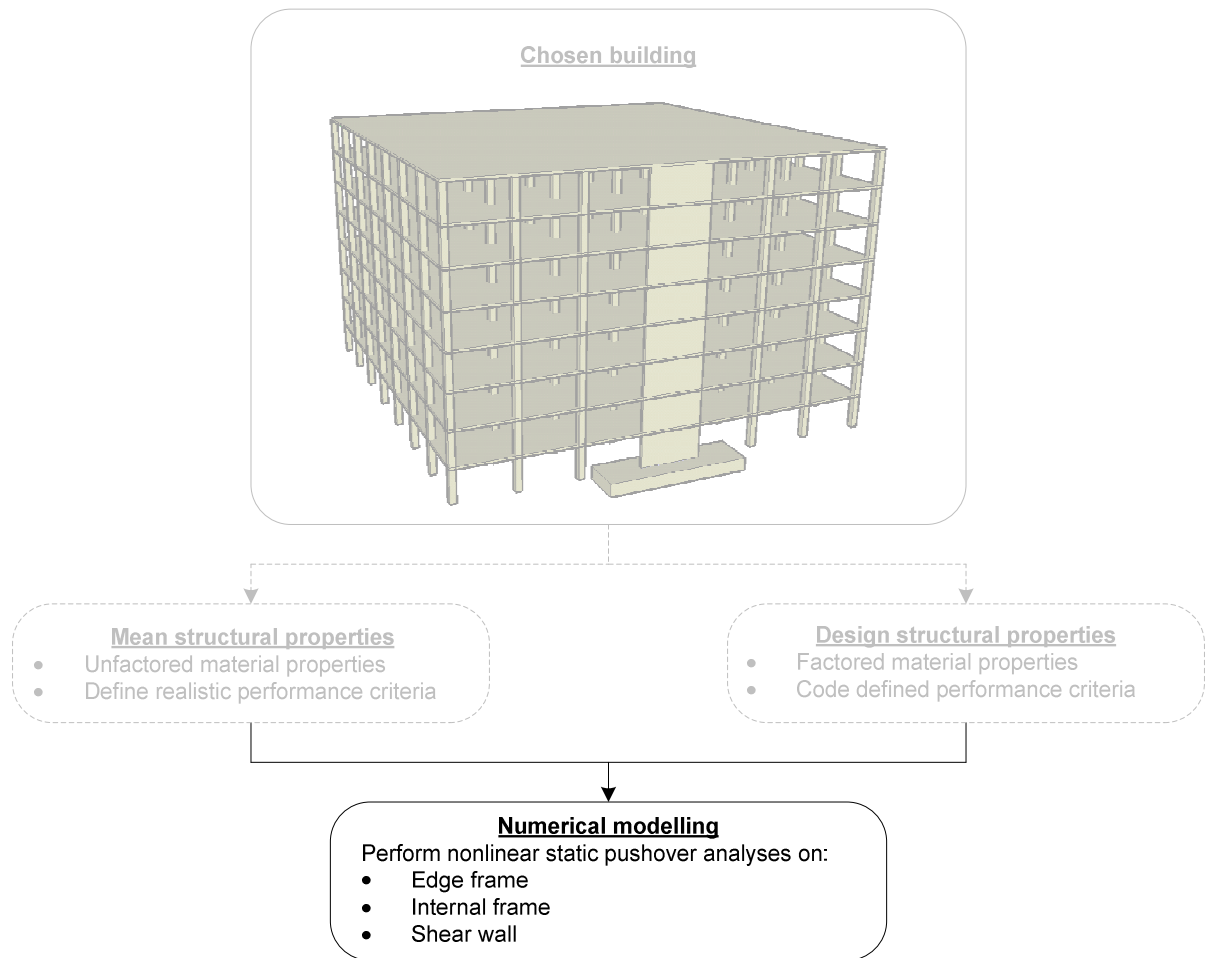 Chosen building
Mean structural properties
• Unfactored material properties
• Define realistic performance criteria
Design structural properties
• Factored material properties
• Code defined performance criteria
Numerical modelling
Perform nonlinear static pushover analyses on:
• Edge frame
• Internal frame
• Shear wall